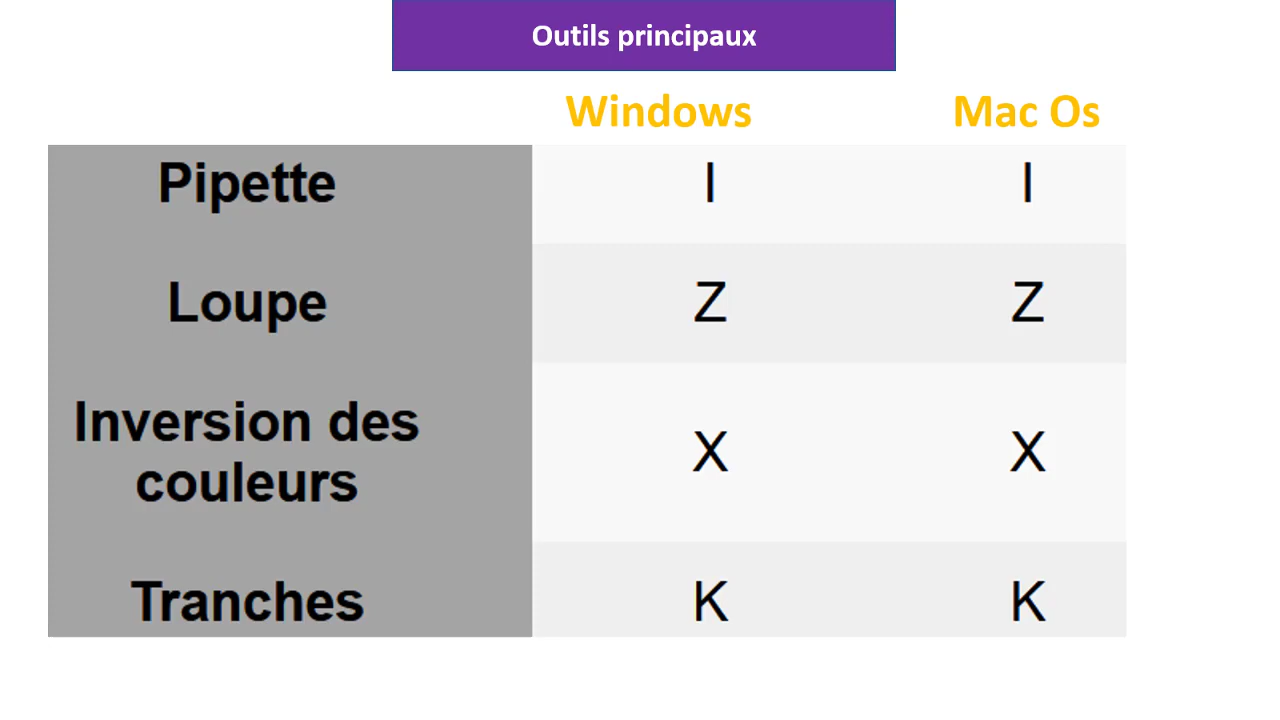 Outils principaux
Windows Mac Os
Pipette I I
Loupe Z Z
Inversion des
couleurs X X
Tranches K K